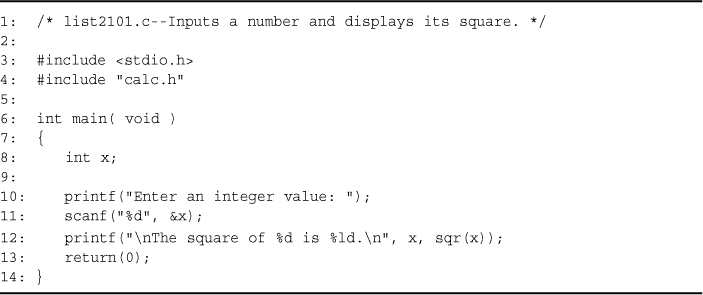 1:  /* list2101.c--Inputs a number and displays its square. */
2:
3:  #include <stdio.h>
4:  #include "calc.h"
5:
6:  int main( void )
7:  {
8:     int x;
9:
10:    printf("Enter an integer value: ");
11:    scanf("%d", &x);
12:    printf("\nThe square of %d is %ld.\n", x, sqr(x));
13:    return(0);
14: }